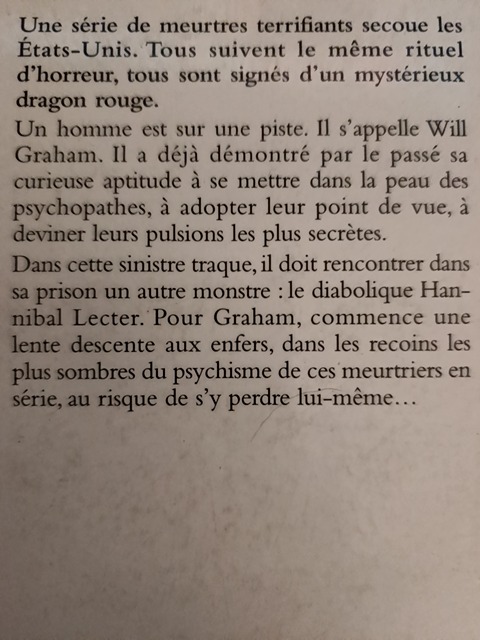 Une série de meurtres terrifiants secoue les
États-Unis. Tous suivent le même rituel
d'horreur, tous sont signés d'un mystérieux
dragon rouge.
Un homme est sur une piste. Il s'appelle Will
Graham. Il a déjà démontré par le passé sa
curieuse aptitude à se mettre dans la peau des
psychopathes, à adopter leur point de vue, à
deviner leurs pulsions les plus secrètes.
Dans cette sinistre traque, il doit rencontrer dans
sa prison un autre monstre : le diabolique Han-
nibal Lecter. Pour Graham, commence une
lente descente aux enfers, dans les recoins les
plus sombres du psychisme de ces meurtriers en
série, au risque de s'y perdre lui-même...